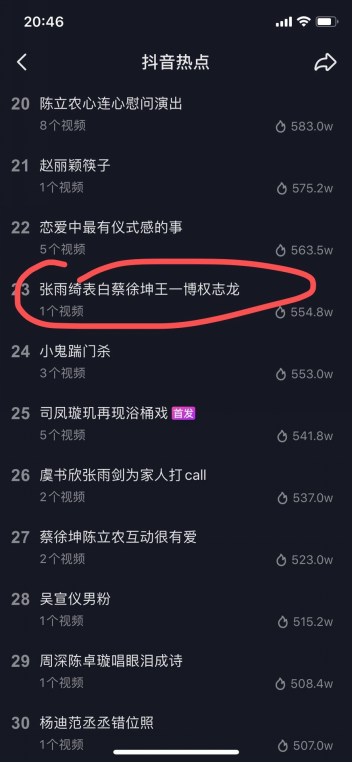 20:46
抖音热点
20 陈立农心连心慰问演出
8个视频 583.0w
21 赵丽颖筷子
1个视频 575.2w
22 恋爱中最有仪式感的事
5个视频 563.5w
23 张雨绮表白蔡徐坤王一博权志龙
1个视频 554.8w
24 小鬼踹门杀
3个视频 553.0w
25 司凤璇玑再现浴桶戏 首发
5个视频 541.8w
26 虞书欣张雨剑为家人打call
2个视频 537.0w
27 蔡徐坤陈立农互动很有爱
2个视频 523.0w
28 吴宣仪男粉
1个视频 515.2w
29 周深陈卓璇唱眼泪成诗
1个视频 508.4w
30 杨迪范丞丞错位照
1个视频 507.0w